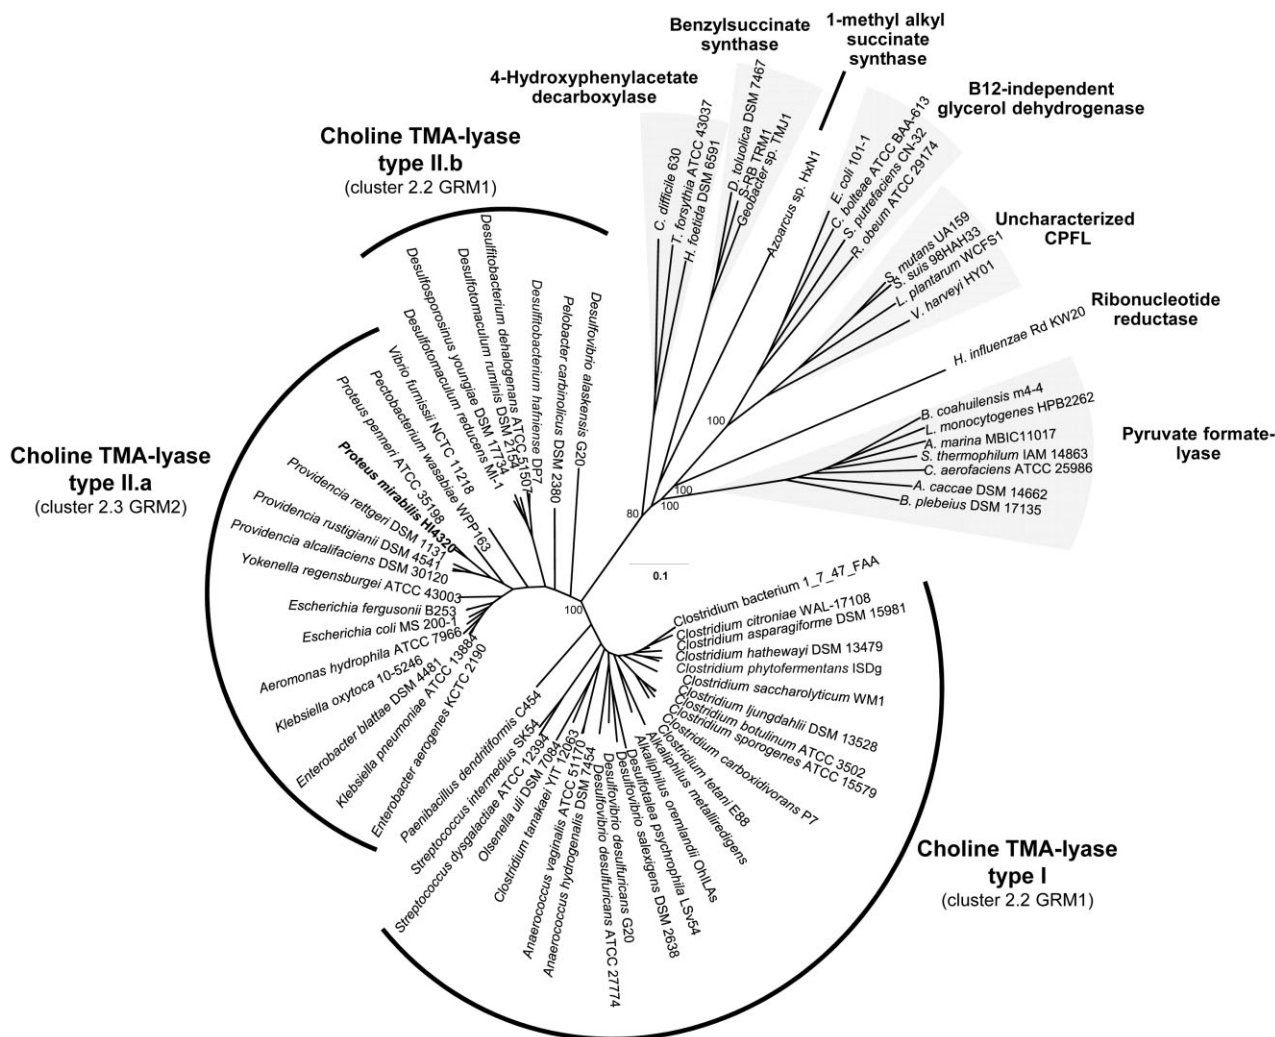 Benzylsuccinate
synthase
1-methyl alkyl
succinate
synthase
4-Hydroxyphenylacetate
decarboxylase
B12-independent
glycerol dehydrogenase
Choline TMA-lyase
type II.b
(cluster 2.2 GRM1)
C. difficile 630
T. forsythia ATCC 43037
H. foetida DSM 6591
D. toluolica DSM 7467
S-RB TRM1
Geobacter sp. TMJ1
Azoarcus sp. HxN1
E. coli 101-1
C. bolteae ATCC BAA-613
S. putrefaciens CN-32
R. obeum ATCC 29174
Uncharacterized
CPFL
S. mutans UA159
S. suis 98HAH33
L. plantarum WCFS1
V. harveyi HY01
Ribonucleotide
reductase
H. influenzae Rd KW20
Pyruvate formate-
lyase
B. coahuilensis m4-4
L. monocytogenes HPB2262
A. marina MBIC11017
S. thermophilum IAM 14863
C. aerofaciens ATCC 25986
A. caccae DSM 14662
B. plebeius DSM 17135
100
100
100
80
100
0.1
Desulfovibrio alaskensis G20
Pelobacter carbinolicus DSM 2380
Desulfitobacterium hafniense DP7
Desulfitobacterium dehalogenans ATCC 51507
Desulfotomaculum ruminis DSM 2154
Desulfosporosinus youngiae DSM 17734
Desulfotomaculum reducens MI-1
Choline TMA-lyase
type II.a
(cluster 2.3 GRM2)
Vibrio furnissii NCTC 11218
Pectobacterium wasabiae WPP163
Proteus penneri ATCC 35198
Proteus mirabilis HI4320
Providencia rettgeri DSM 1131
Providencia rustigianii DSM 4541
Providencia alcalifaciens DSM 30120
Yokenella regensburgei ATCC 43003
Escherichia fergusonii B253
Escherichia coli MS 200-1
Aeromonas hydrophila ATCC 7966
Klebsiella oxytoca 10-5246
Enterobacter blattae DSM 4481
Klebsiella pneumoniae ATCC 13884
Enterobacter aerogenes KCTC 2190
Paenibacillus dendritiformis C454
Streptococcus intermedius SK54
Streptococcus dysgalactiae ATCC 12394
Olsenella uli DSM 7084
Clostridium tanakaei YIT 12063
Anaerococcus vaginalis ATCC 51170
Anaerococcus hydrogenalis DSM 7454
Desulfovibrio desulfuricans ATCC 27774
Desulfovibrio desulfuricans G20
Desulfovibrio salexigens DSM 2638
Desulfotalea psychrophila LSv54
Alkaliphilus oremlandii OhILAs
Alkaliphilus metalliredigens
Clostridium tetani E88
Clostridium carboxidivorans P7
Clostridium sporogenes ATCC 15579
Clostridium botulinum ATCC 3502
Clostridium ljungdahlii DSM 13528
Clostridium saccharolyticum WM1
Clostridium phytofermentans ISDg
Clostridium hathewayi DSM 13479
Clostridium asparagiforme DSM 15981
Clostridium citroniae WAL-17108
Clostridium bacterium 1_7_47_FAA
Choline TMA-lyase
type I
(cluster 2.2 GRM1)